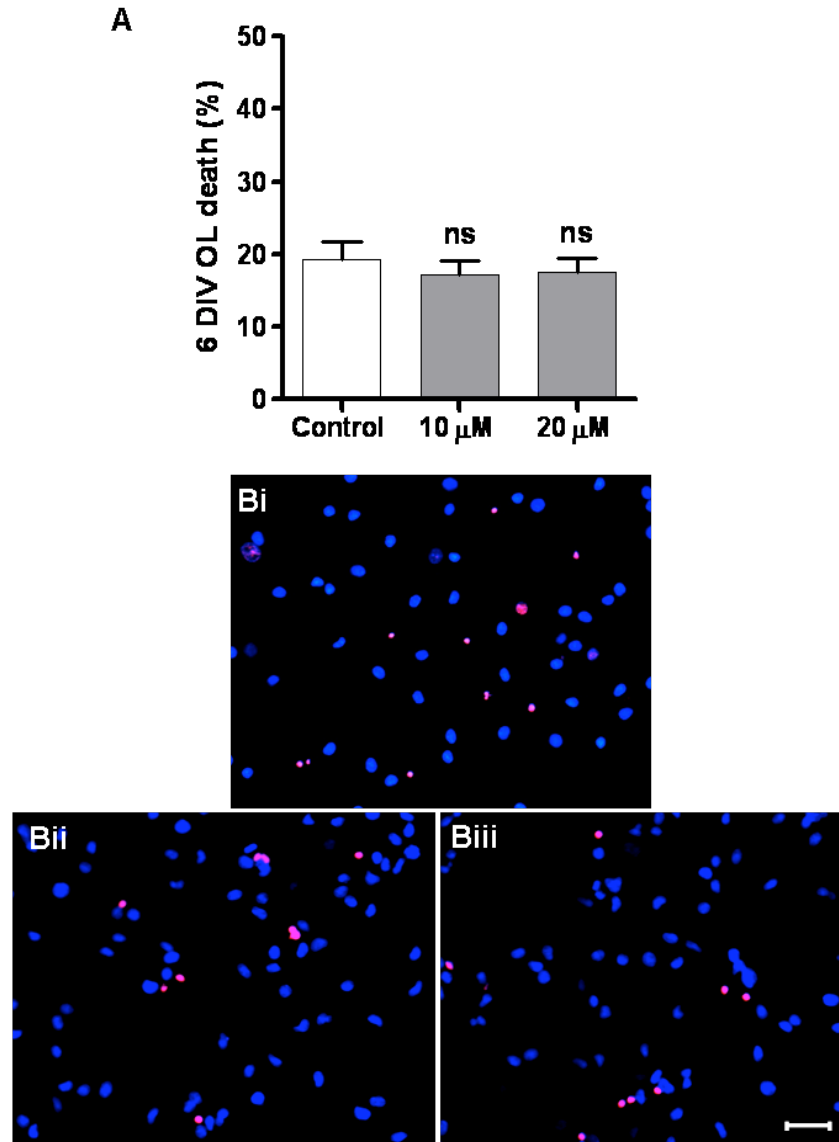 A
50
40
30
20
10
0
6 DIV OL death (%)
ns
ns
Control
10 µM
20 µM
Bi
Bii
Biii